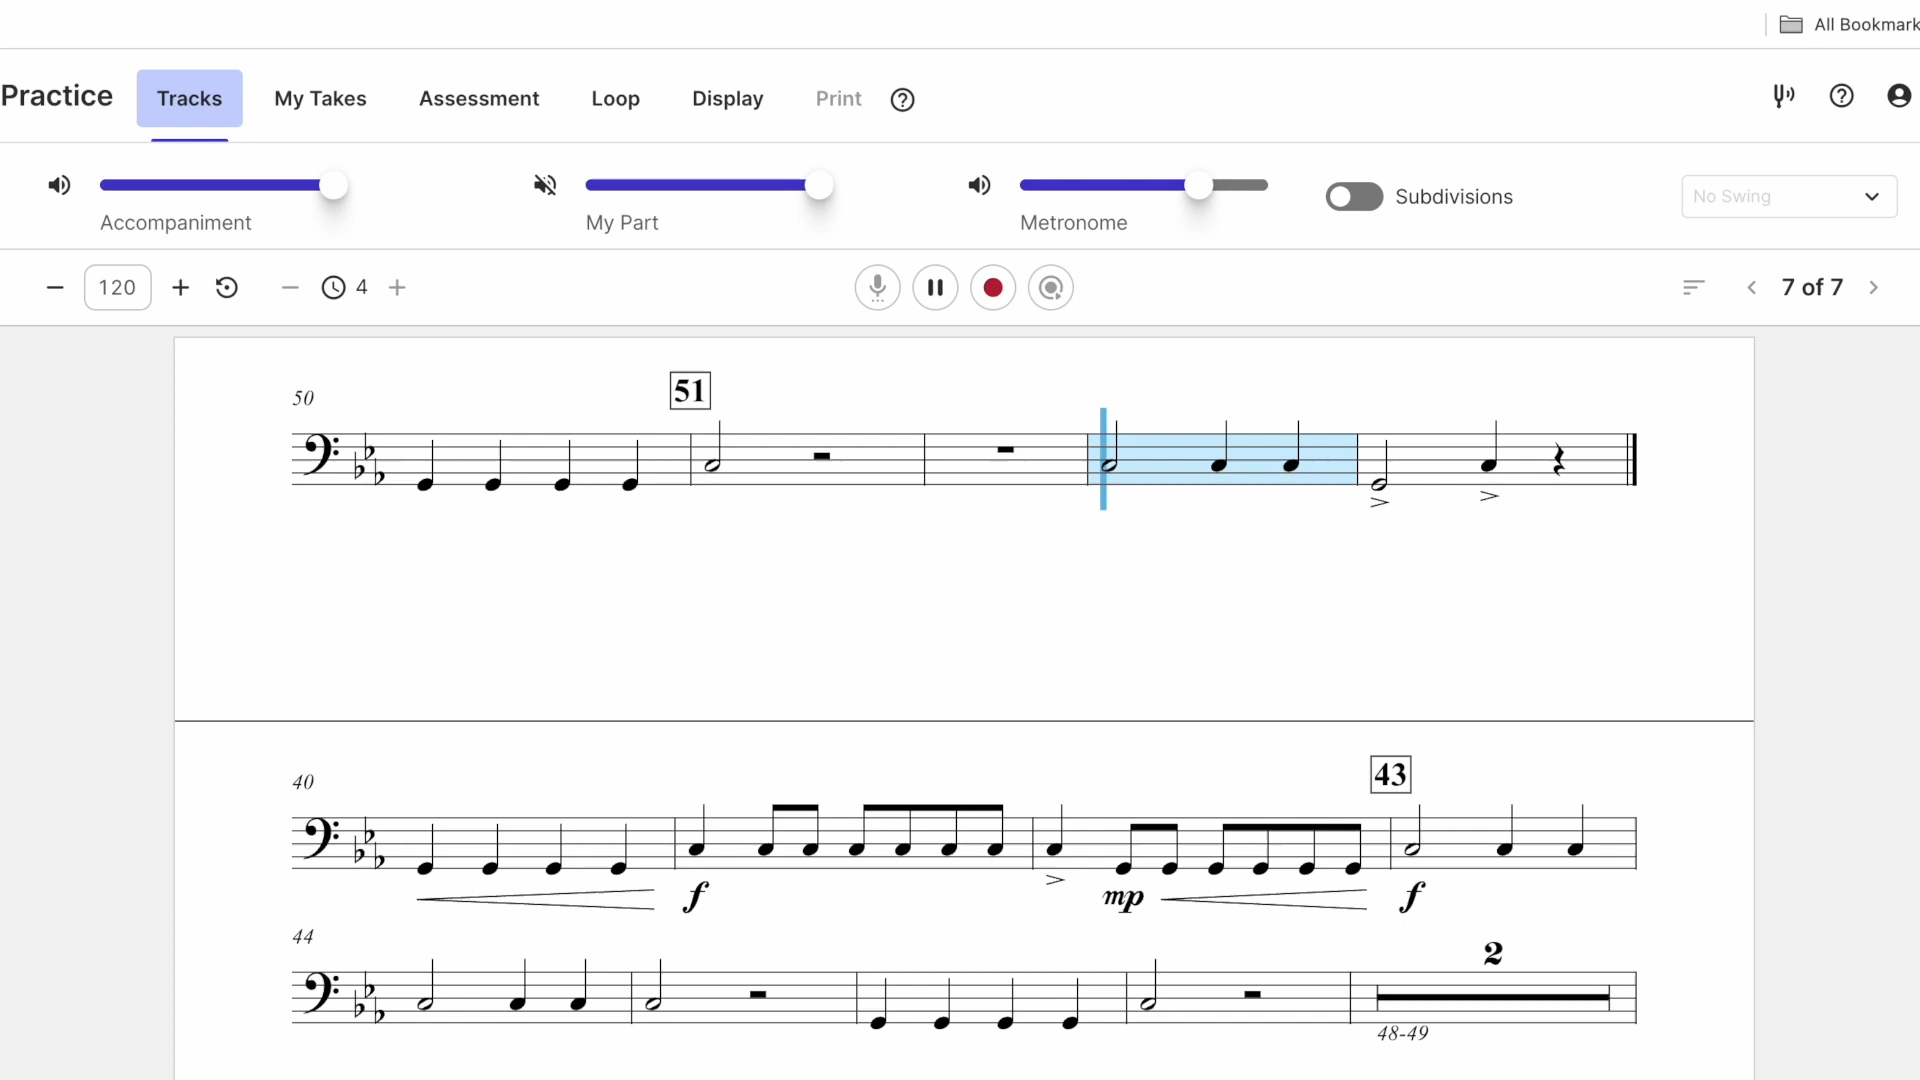 All Bookmark
Practice Tracks My Takes Assessment Loop Display Print
Accompaniment My Part Metronome Subdivisions No Swing
120 4 7 of 7
50 51
40 43
f mp f
44 2
48-49